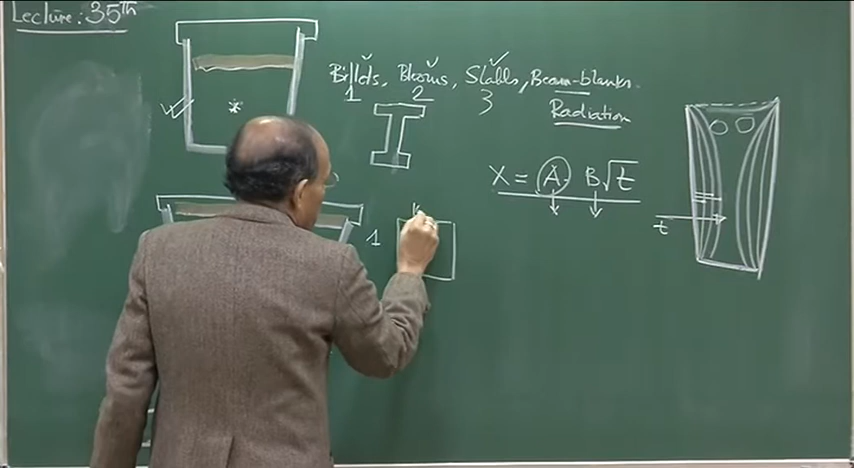 Lecture: 35th
Billets, Blooms, Slabs, Beam-blanks
1 2 3
Radiation
X = A - B√t
1
t